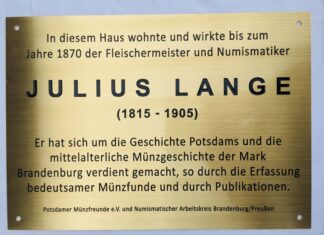 In diesem Haus wohnte und wirkte bis zum
Jahre 1870 der Fleischermeister und Numismatiker
JULIUS LANGE
(1815 - 1905)
Er hat sich um die Geschichte Potsdams und die
mittelalterliche Münzgeschichte der Mark
Brandenburg verdient gemacht, so durch die Erfassung
bedeutsamer Münzfunde und durch Publikationen.
Potsdamer Münzfreunde e.V. und Numismatischer Arbeitskreis Brandenburg/Preußen